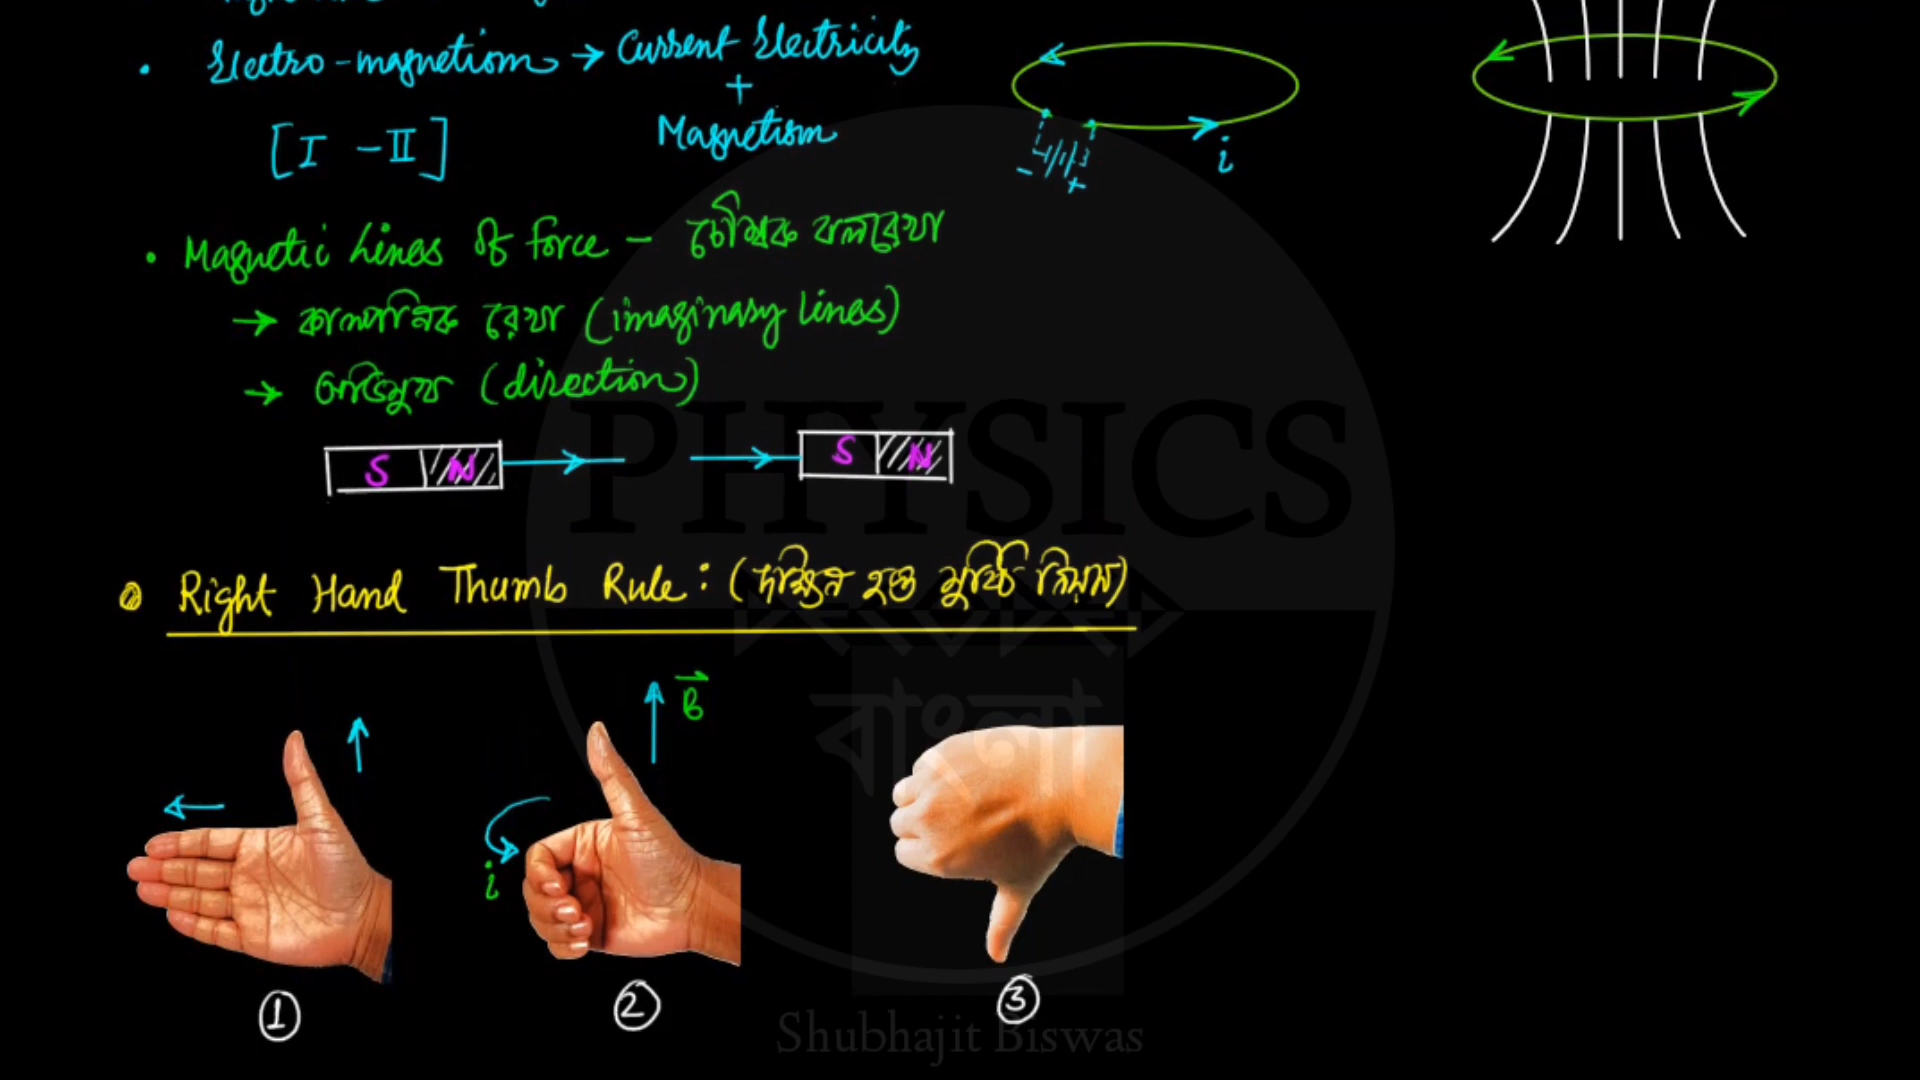 • Electro-magnetism → Current Electricity
+
Magnetism
[I - II]
i
- +
• Magnetic Lines of force - চৌম্বক বলরেখা
→ কাল্পনিক রেখা (imaginary lines)
→ অভিমুখ (direction)
S N
S N
Right Hand Thumb Rule: (দক্ষিণ হস্ত মুষ্টি নিয়ম)
B
i
1
2
3
PHYSICS
বাংলা
Shubhajit Biswas